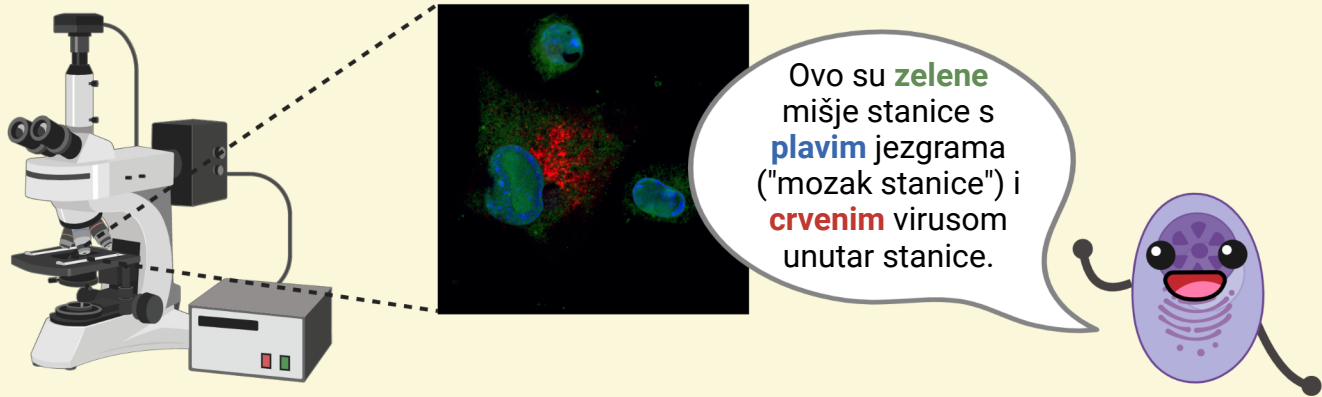 Ovo su zelene
mišje stanice s
plavim jezgrama
("mozak stanice") i
crvenim virusom
unutar stanice.